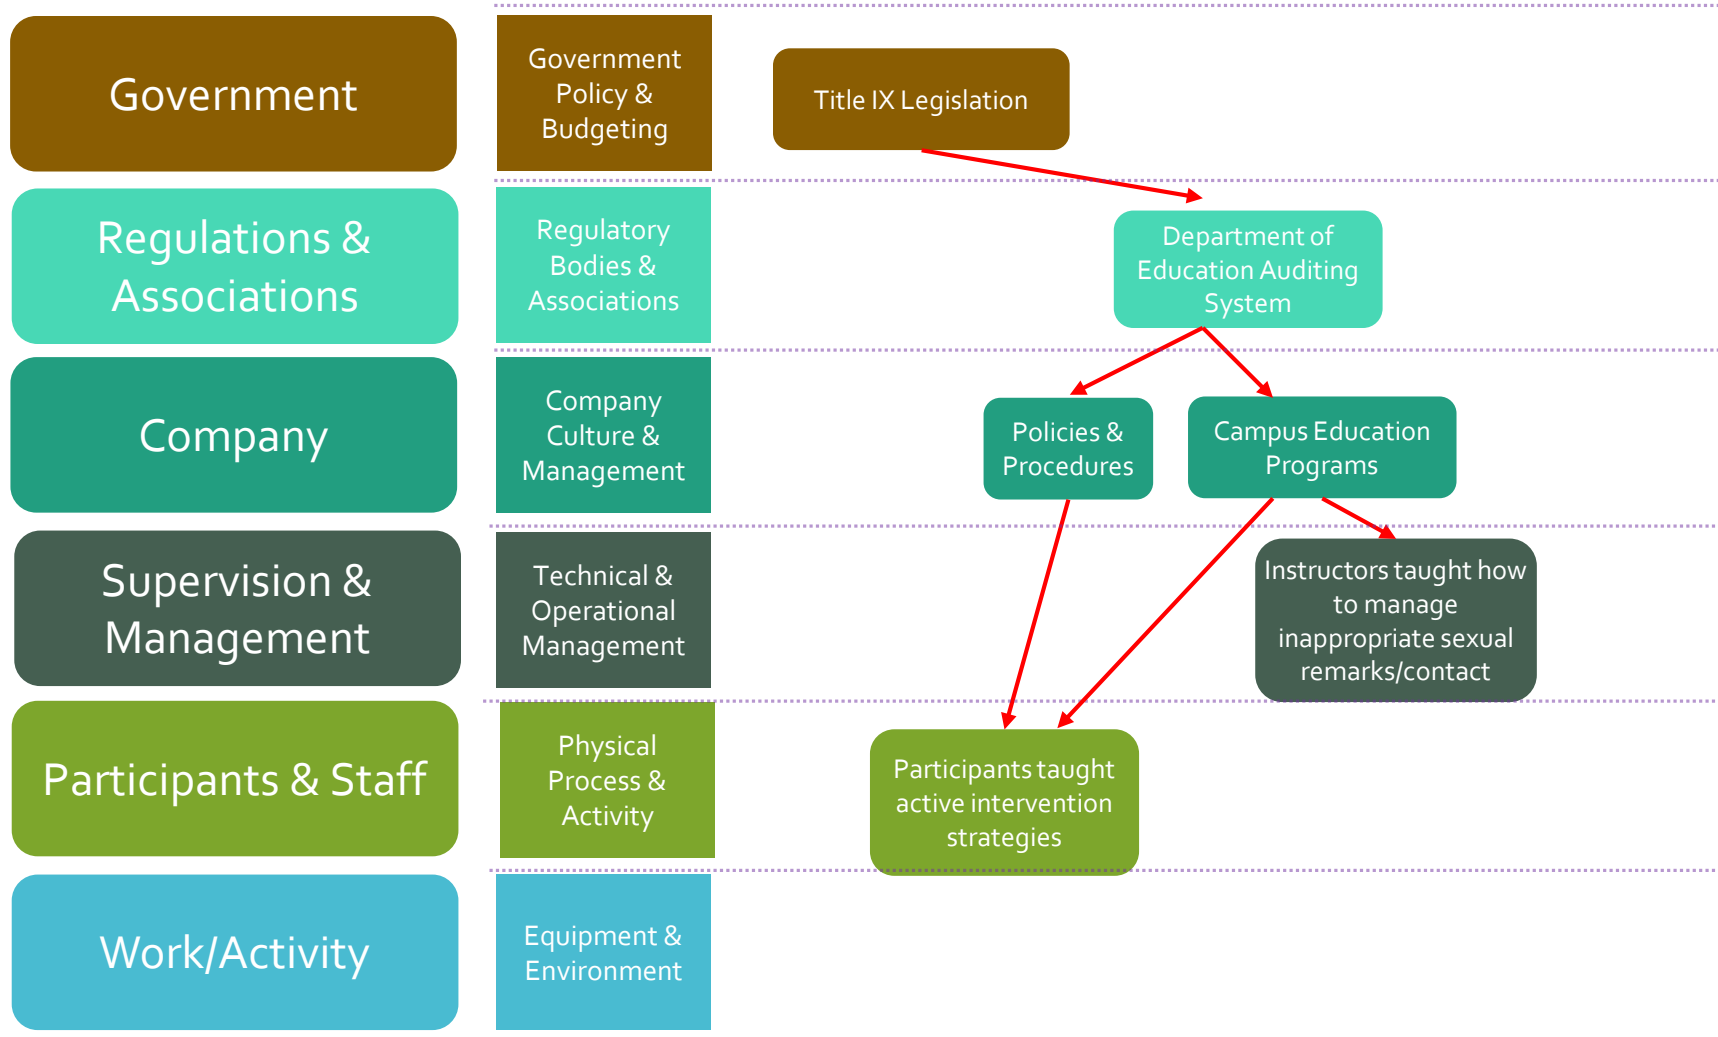 Government
Government
Policy &
Budgeting
Title IX Legislation
Regulations &
Associations
Regulatory
Bodies &
Associations
Department of
Education Auditing
System
Company
Company
Culture &
Management
Policies &
Procedures
Campus Education
Programs
Supervision &
Management
Technical &
Operational
Management
Instructors taught how
to manage
inappropriate sexual
remarks/contact
Participants & Staff
Physical
Process &
Activity
Participants taught
active intervention
strategies
Work/Activity
Equipment &
Environment